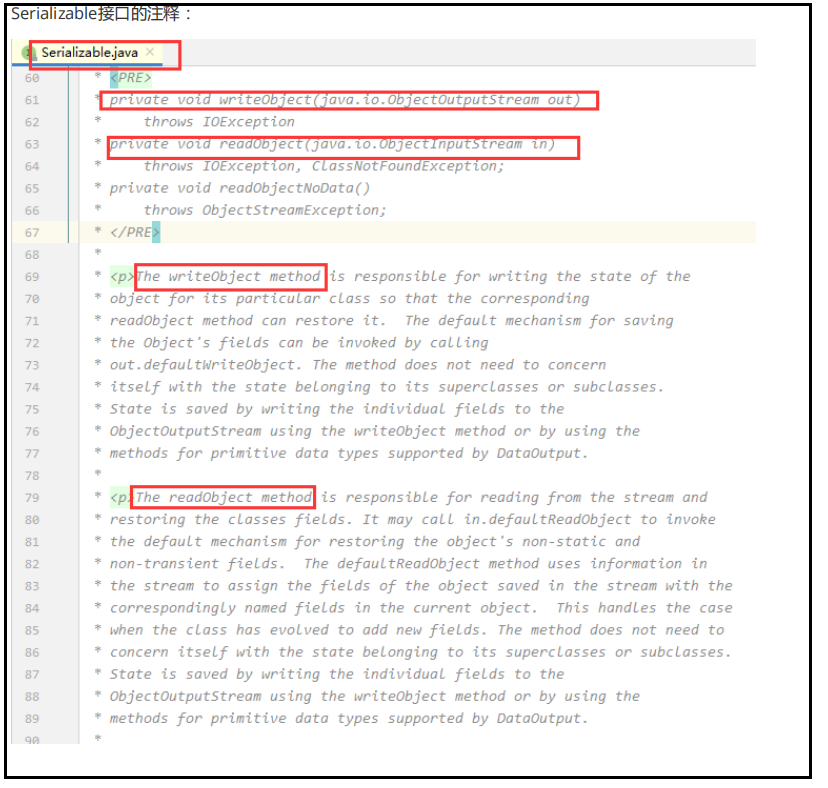 Serializable接口的注释：
Serializable.java ×
60 * <PRE>
61 * private void writeObject(java.io.ObjectOutputStream out)
62 *     throws IOException
63 * private void readObject(java.io.ObjectInputStream in)
64 *     throws IOException, ClassNotFoundException;
65 * private void readObjectNoData()
66 *     throws ObjectStreamException;
67 * </PRE>
68 *
69 * <p>The writeObject method is responsible for writing the state of the
70 * object for its particular class so that the corresponding
71 * readObject method can restore it.  The default mechanism for saving
72 * the Object's fields can be invoked by calling
73 * out.defaultWriteObject. The method does not need to concern
74 * itself with the state belonging to its superclasses or subclasses.
75 * State is saved by writing the individual fields to the
76 * ObjectOutputStream using the writeObject method or by using the
77 * methods for primitive data types supported by DataOutput.
78 *
79 * <p>The readObject method is responsible for reading from the stream and
80 * restoring the classes fields. It may call in.defaultReadObject to invoke
81 * the default mechanism for restoring the object's non-static and
82 * non-transient fields.  The defaultReadObject method uses information in
83 * the stream to assign the fields of the object saved in the stream with the
84 * correspondingly named fields in the current object.  This handles the case
85 * when the class has evolved to add new fields. The method does not need to
86 * concern itself with the state belonging to its superclasses or subclasses.
87 * State is saved by writing the individual fields to the
88 * ObjectOutputStream using the writeObject method or by using the
89 * methods for primitive data types supported by DataOutput.
90 *